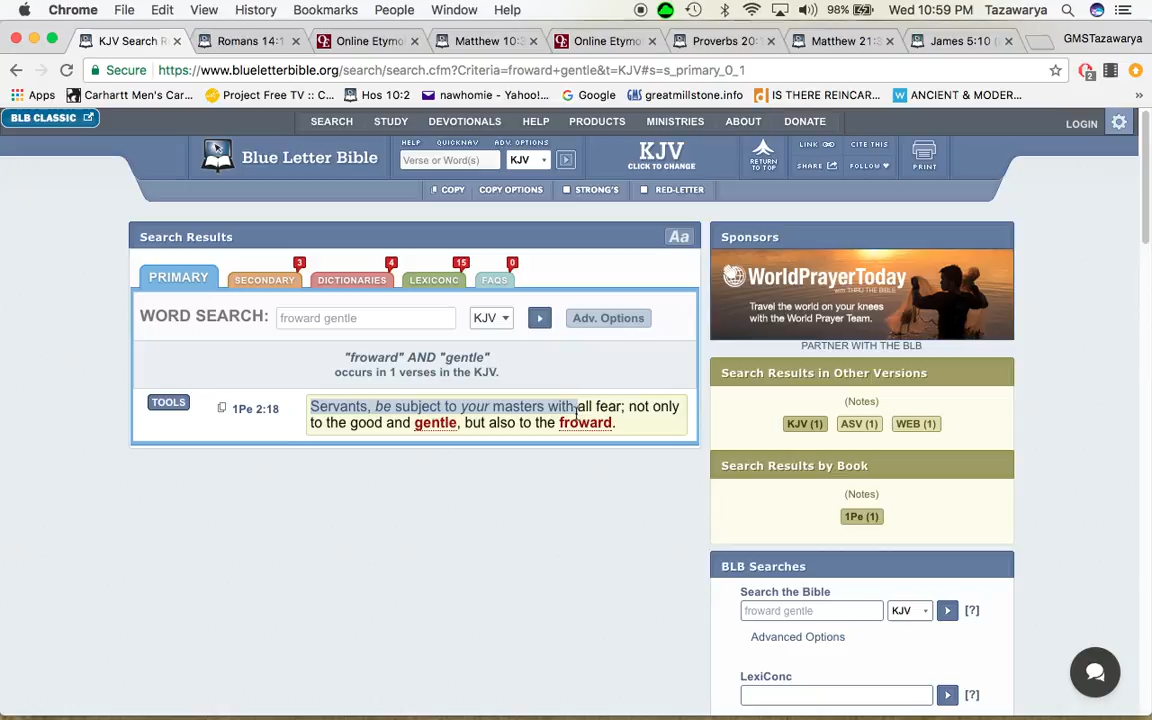 Chrome File Edit View History Bookmarks People Window Help 98% Wed 10:59 PM Tazawarya
KJV Search R Romans 14:1 Online Etymo Matthew 10:3 Online Etymo Proverbs 20: Matthew 21:3 James 5:10 ( GMSTazawarya
Secure https://www.blueletterbible.org/search/search.cfm?Criteria=froward+gentle&t=KJV#s=s_primary_0_1 2
Apps Carhartt Men's Car... Project Free TV :: C... Hos 10:2 nawhomie - Yahoo!... Google greatmillstone.info IS THERE REINCAR... ANCIENT & MODER... »
BLB CLASSIC SEARCH STUDY DEVOTIONALS HELP PRODUCTS MINISTRIES ABOUT DONATE LOGIN
HELP QUICKNAV ADV. OPTIONS
Blue Letter Bible Verse or Word(s) KJV KJV
CLICK TO CHANGE
RETURN
TO TOP
LINK CITE THIS
SHARE FOLLOW PRINT
COPY COPY OPTIONS STRONG'S RED-LETTER
Search Results Aa
PRIMARY SECONDARY 3 DICTIONARIES 4 LEXICONC 15 FAQS 0
WORD SEARCH: froward gentle KJV Adv. Options
"froward" AND "gentle"
occurs in 1 verses in the KJV.
TOOLS 1Pe 2:18 Servants, be subject to your masters with all fear; not only
to the good and gentle, but also to the froward.
Sponsors
WorldPrayerToday
with THRU THE BIBLE
Travel the world on your knees
with the World Prayer Team.
PARTNER WITH THE BLB
Search Results in Other Versions
(Notes)
KJV (1) ASV (1) WEB (1)
Search Results by Book
(Notes)
1Pe (1)
BLB Searches
Search the Bible
froward gentle KJV [?]
Advanced Options
LexiConc
[?]